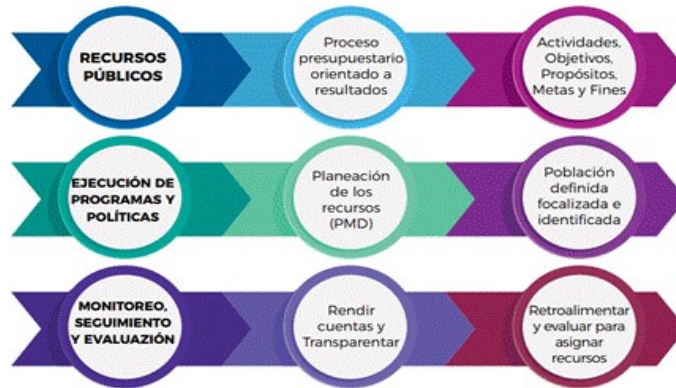 RECURSOS
PÚBLICOS
Proceso
presupuestario
orientado a
resultados
Actividades,
Objetivos,
Propósitos,
Metas y Fines
EJECUCIÓN DE
PROGRAMAS Y
POLÍTICAS
Planeación
de los
recursos
(PMD)
Población
definida
focalizada e
identificada
MONITOREO,
SEGUIMIENTO
Y EVALUAZIÓN
Rendir
cuentas y
Transparentar
Retroalimentar
y evaluar para
asignar
recursos